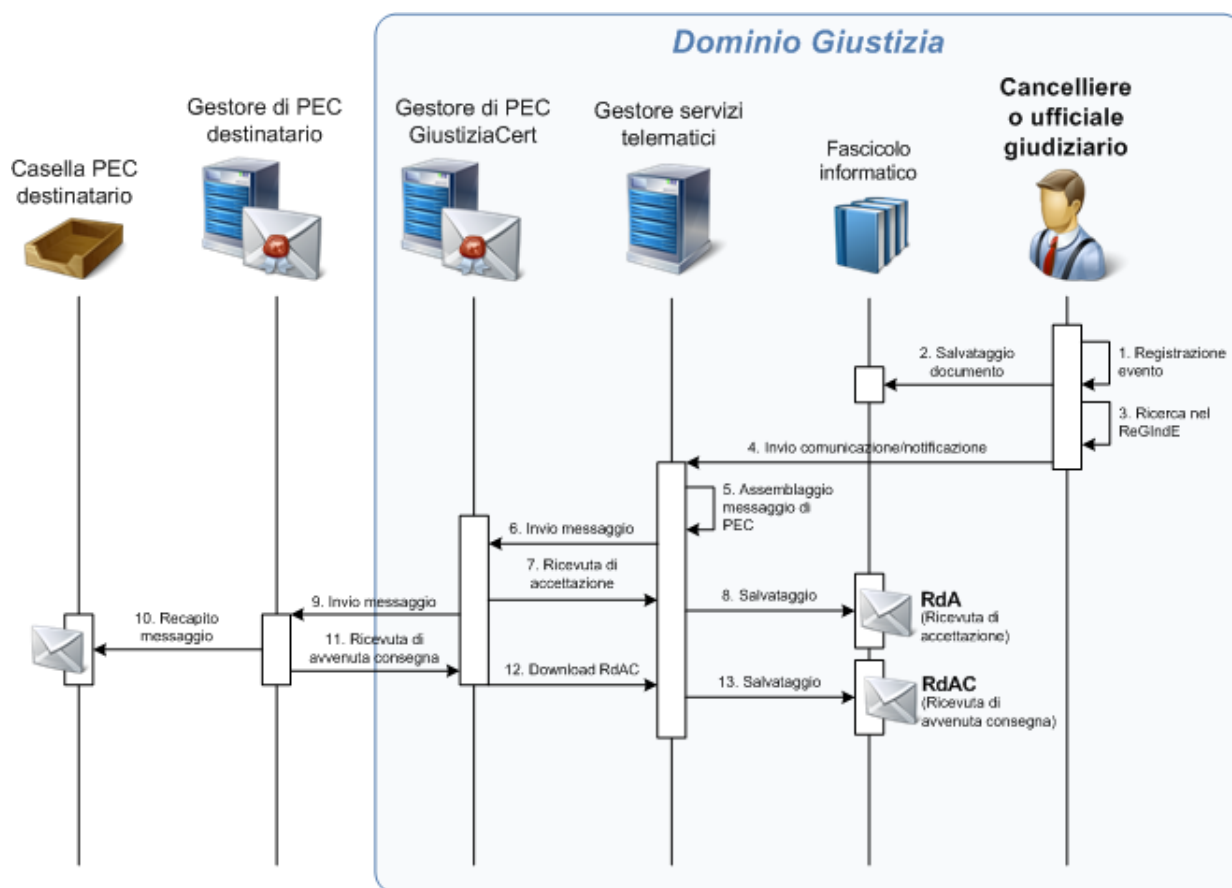 Dominio Giustizia
Casella PEC
destinatario
Gestore di PEC
destinatario
Gestore di PEC
GiustiziaCert
Gestore servizi
telematici
Fascicolo
informatico
Cancelliere
o ufficiale
giudiziario
1. Registrazione
evento
2. Salvataggio
documento
3. Ricerca nel
ReGIndE
4. Invio comunicazione/notificazione
5. Assemblaggio
messaggio di
PEC
6. Invio messaggio
7. Ricevuta di
accettazione
8. Salvataggio
RdA
(Ricevuta di
accettazione)
9. Invio messaggio
10. Recapito
messaggio
11. Ricevuta di
avvenuta consegna
12. Download RdAC
13. Salvataggio
RdAC
(Ricevuta di
avvenuta consegna)